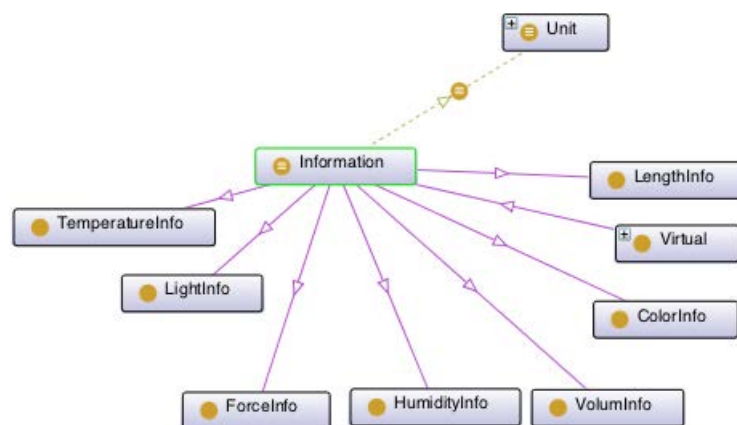 Unit
Information
LengthInfo
TemperatureInfo
Virtual
LightInfo
ColorInfo
ForceInfo
HumidityInfo
VolumInfo